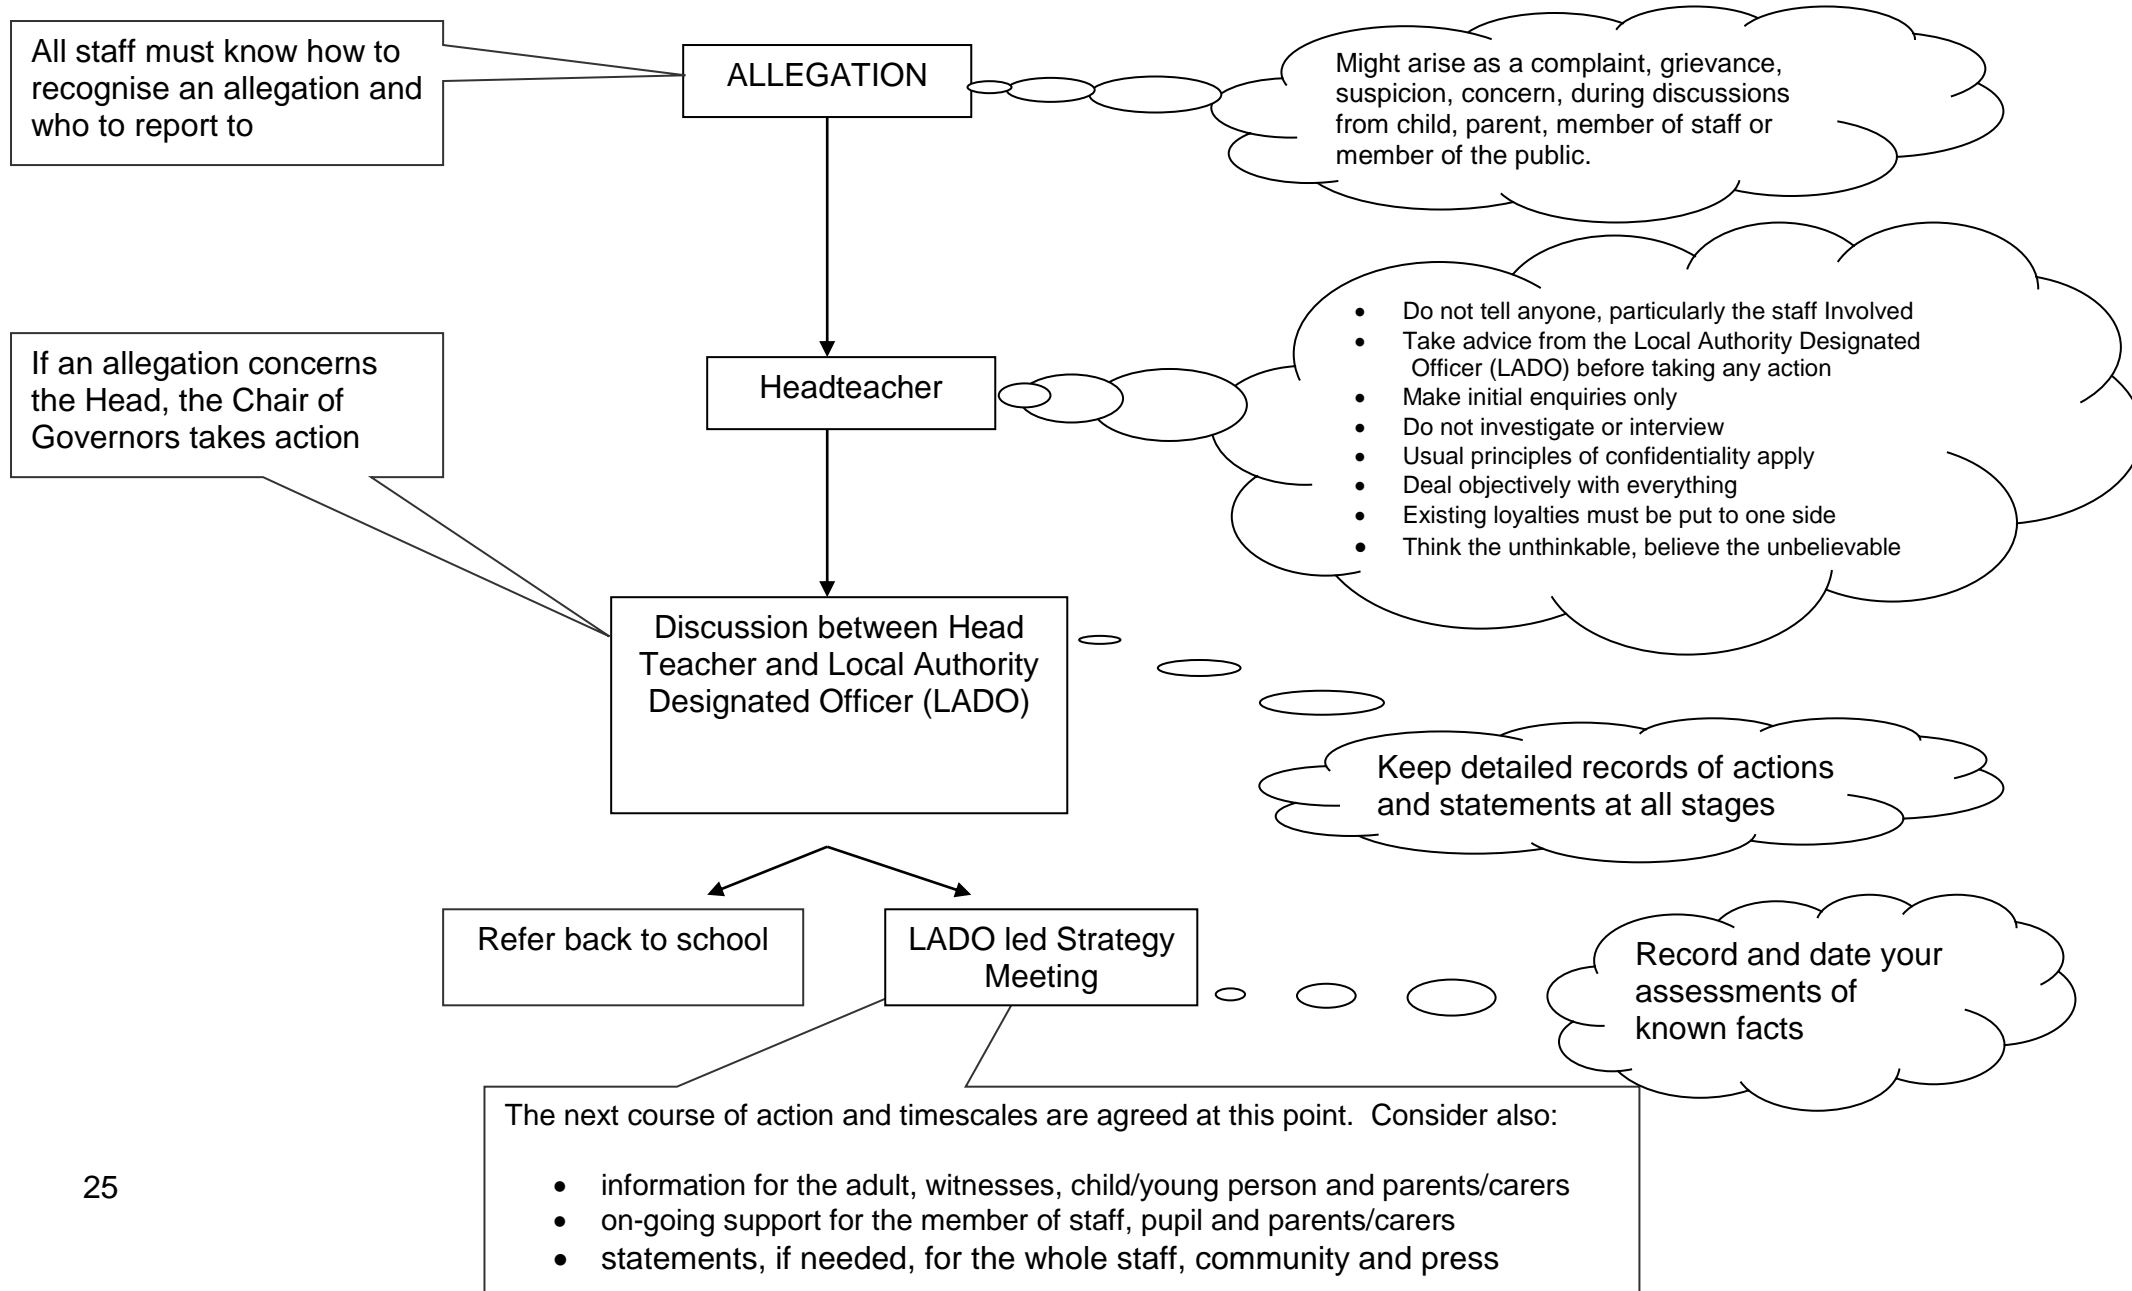 All staff must know how to
recognise an allegation and
who to report to
ALLEGATION
Might arise as a complaint, grievance,
suspicion, concern, during discussions
from child, parent, member of staff or
member of the public.
If an allegation concerns
the Head, the Chair of
Governors takes action
Headteacher
• Do not tell anyone, particularly the staff Involved
• Take advice from the Local Authority Designated
Officer (LADO) before taking any action
• Make initial enquiries only
• Do not investigate or interview
• Usual principles of confidentiality apply
• Deal objectively with everything
• Existing loyalties must be put to one side
• Think the unthinkable, believe the unbelievable
Discussion between Head
Teacher and Local Authority
Designated Officer (LADO)
Keep detailed records of actions
and statements at all stages
Refer back to school
LADO led Strategy
Meeting
Record and date your
assessments of
known facts
The next course of action and timescales are agreed at this point.  Consider also:
• information for the adult, witnesses, child/young person and parents/carers
• on-going support for the member of staff, pupil and parents/carers
• statements, if needed, for the whole staff, community and press
25